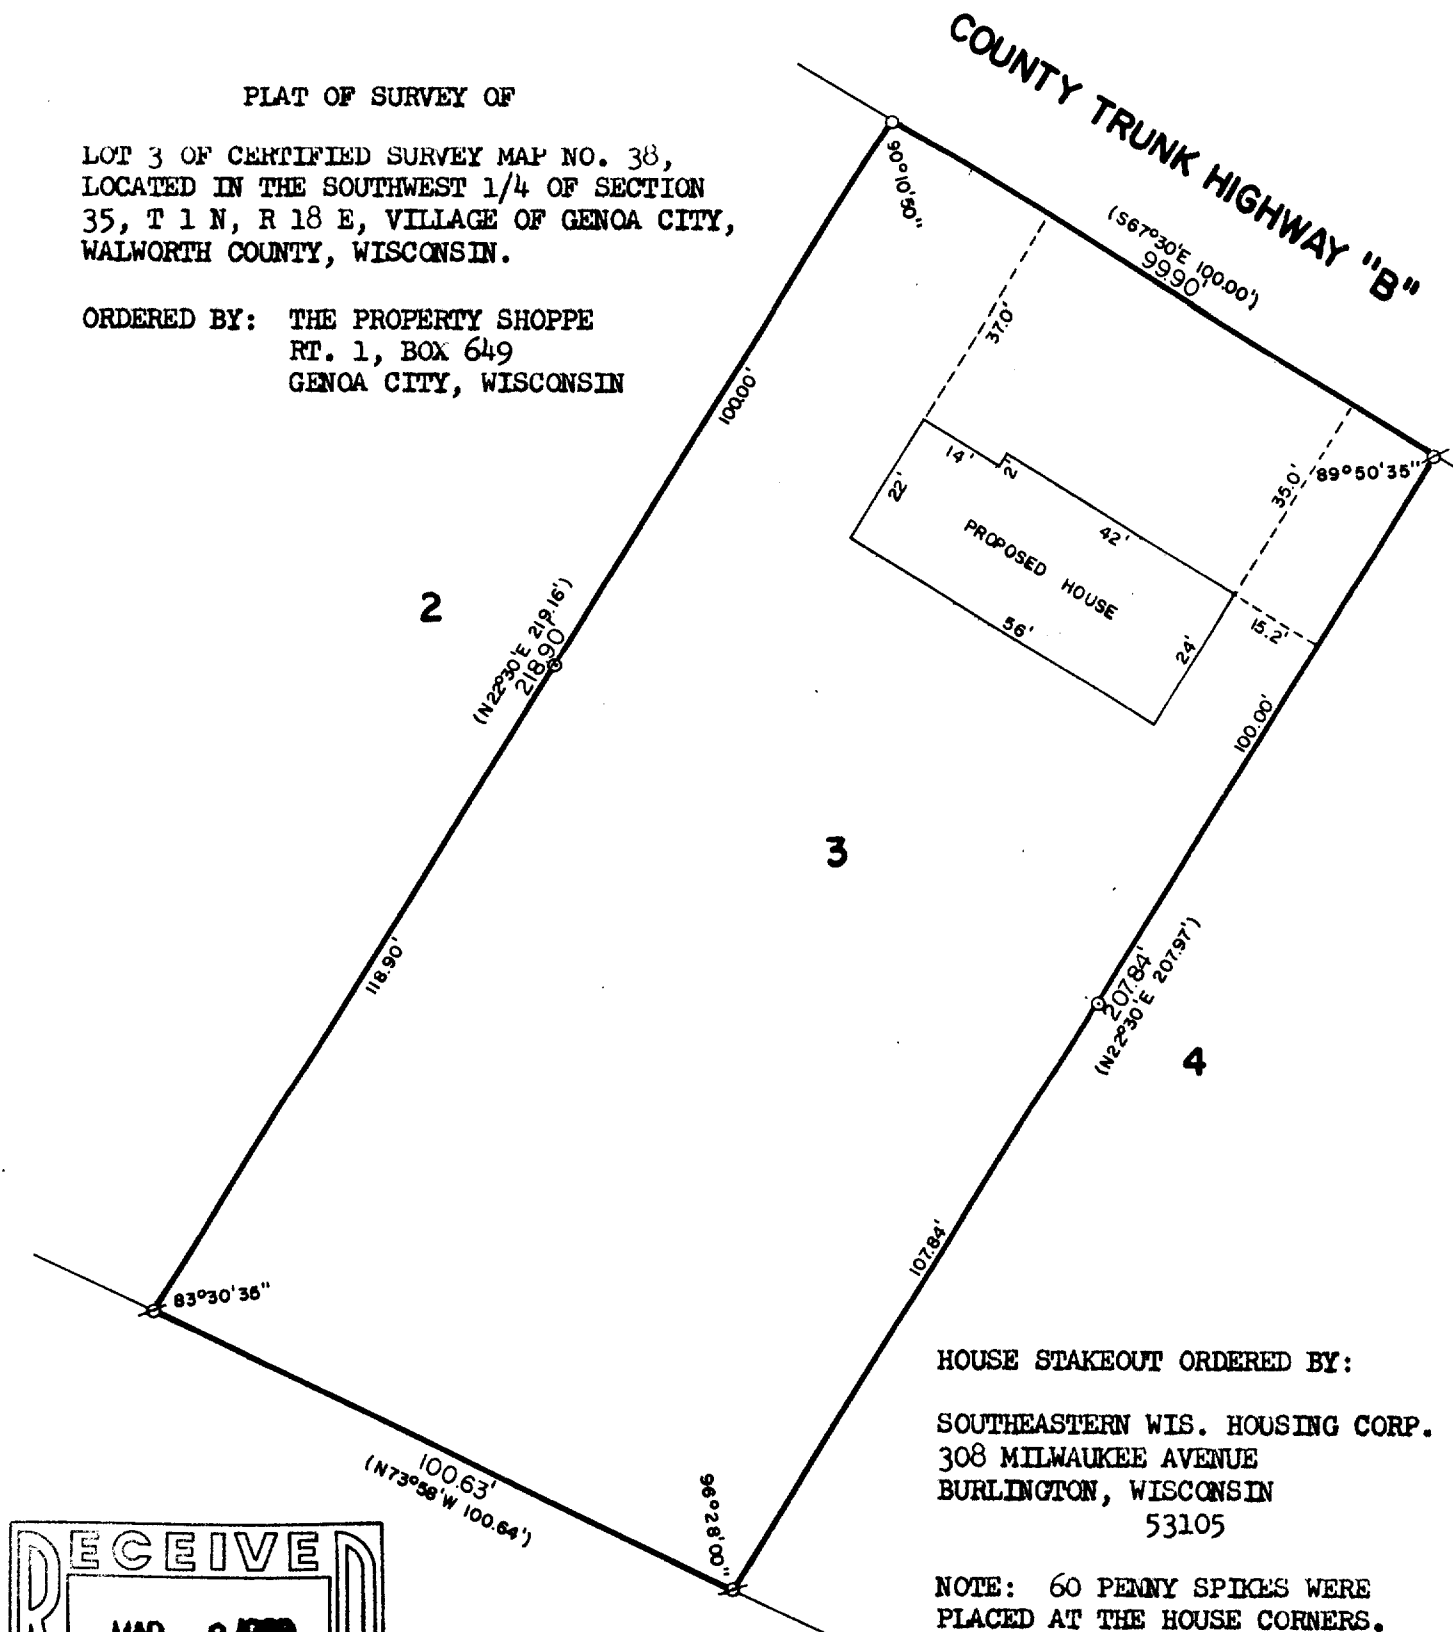 PLAT OF SURVEY OF
LOT 3 OF CERTIFIED SURVEY MAP NO. 38,
LOCATED IN THE SOUTHWEST 1/4 OF SECTION
35, T 1 N, R 18 E, VILLAGE OF GENOA CITY,
WALWORTH COUNTY, WISCONSIN.
ORDERED BY: THE PROPERTY SHOPPE
RT. 1, BOX 649
GENOA CITY, WISCONSIN
COUNTY TRUNK HIGHWAY "B"
90°10'50"
(S67°30'E 100.00')
99.90'
37.0'
100.00'
14'
2'
22'
42'
35.0'
89°50'35"
PROPOSED HOUSE
56'
24'
15.2'
2
(N22°30'E 219.16')
218.90'
100.00'
3
118.90'
207.84'
(N22°30'E 207.97')
4
107.84'
83°30'35"
100.63'
(N73°58'W 100.64')
96°28'00"
HOUSE STAKEOUT ORDERED BY:
SOUTHEASTERN WIS. HOUSING CORP.
308 MILWAUKEE AVENUE
BURLINGTON, WISCONSIN
53105
NOTE: 60 PENNY SPIKES WERE
PLACED AT THE HOUSE CORNERS.
RECEIVED
MAR